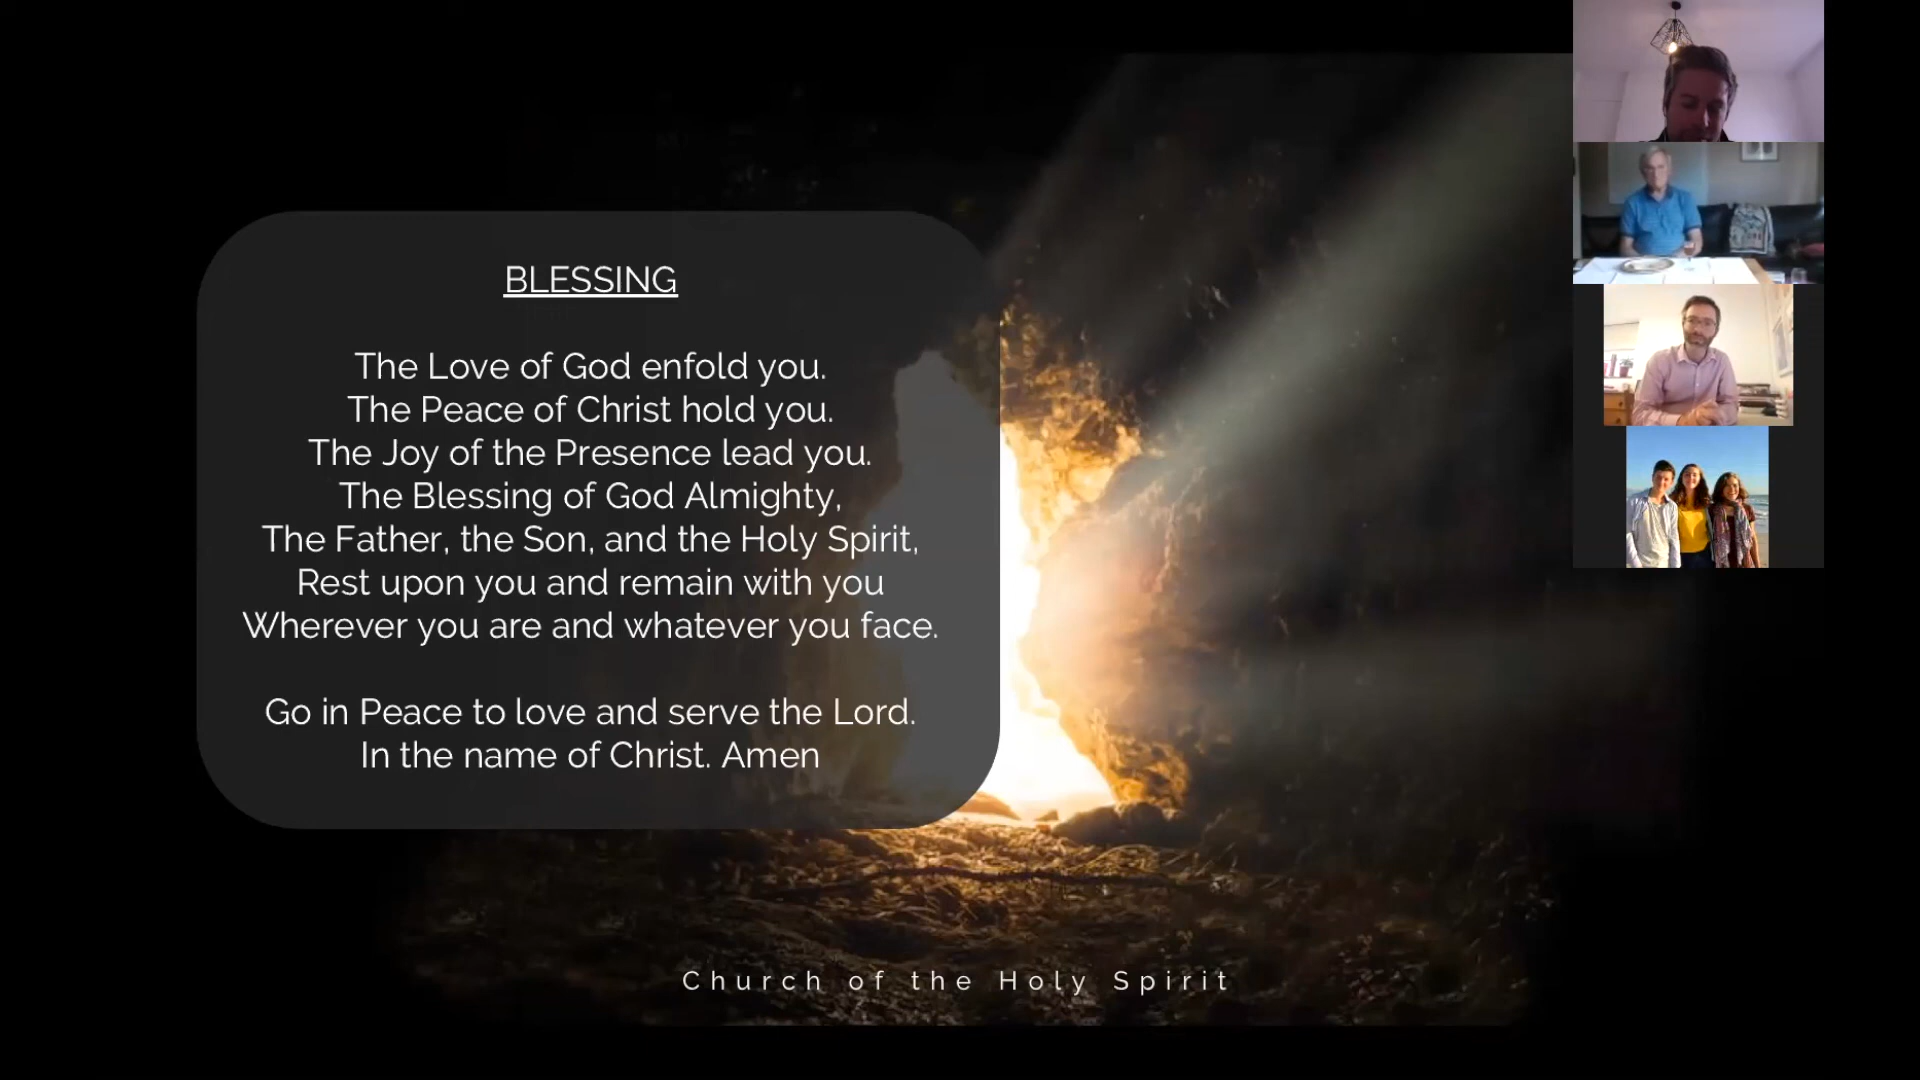 BLESSING
The Love of God enfold you.
The Peace of Christ hold you.
The Joy of the Presence lead you.
The Blessing of God Almighty,
The Father, the Son, and the Holy Spirit,
Rest upon you and remain with you
Wherever you are and whatever you face.
Go in Peace to love and serve the Lord.
In the name of Christ. Amen
Church of the Holy Spirit